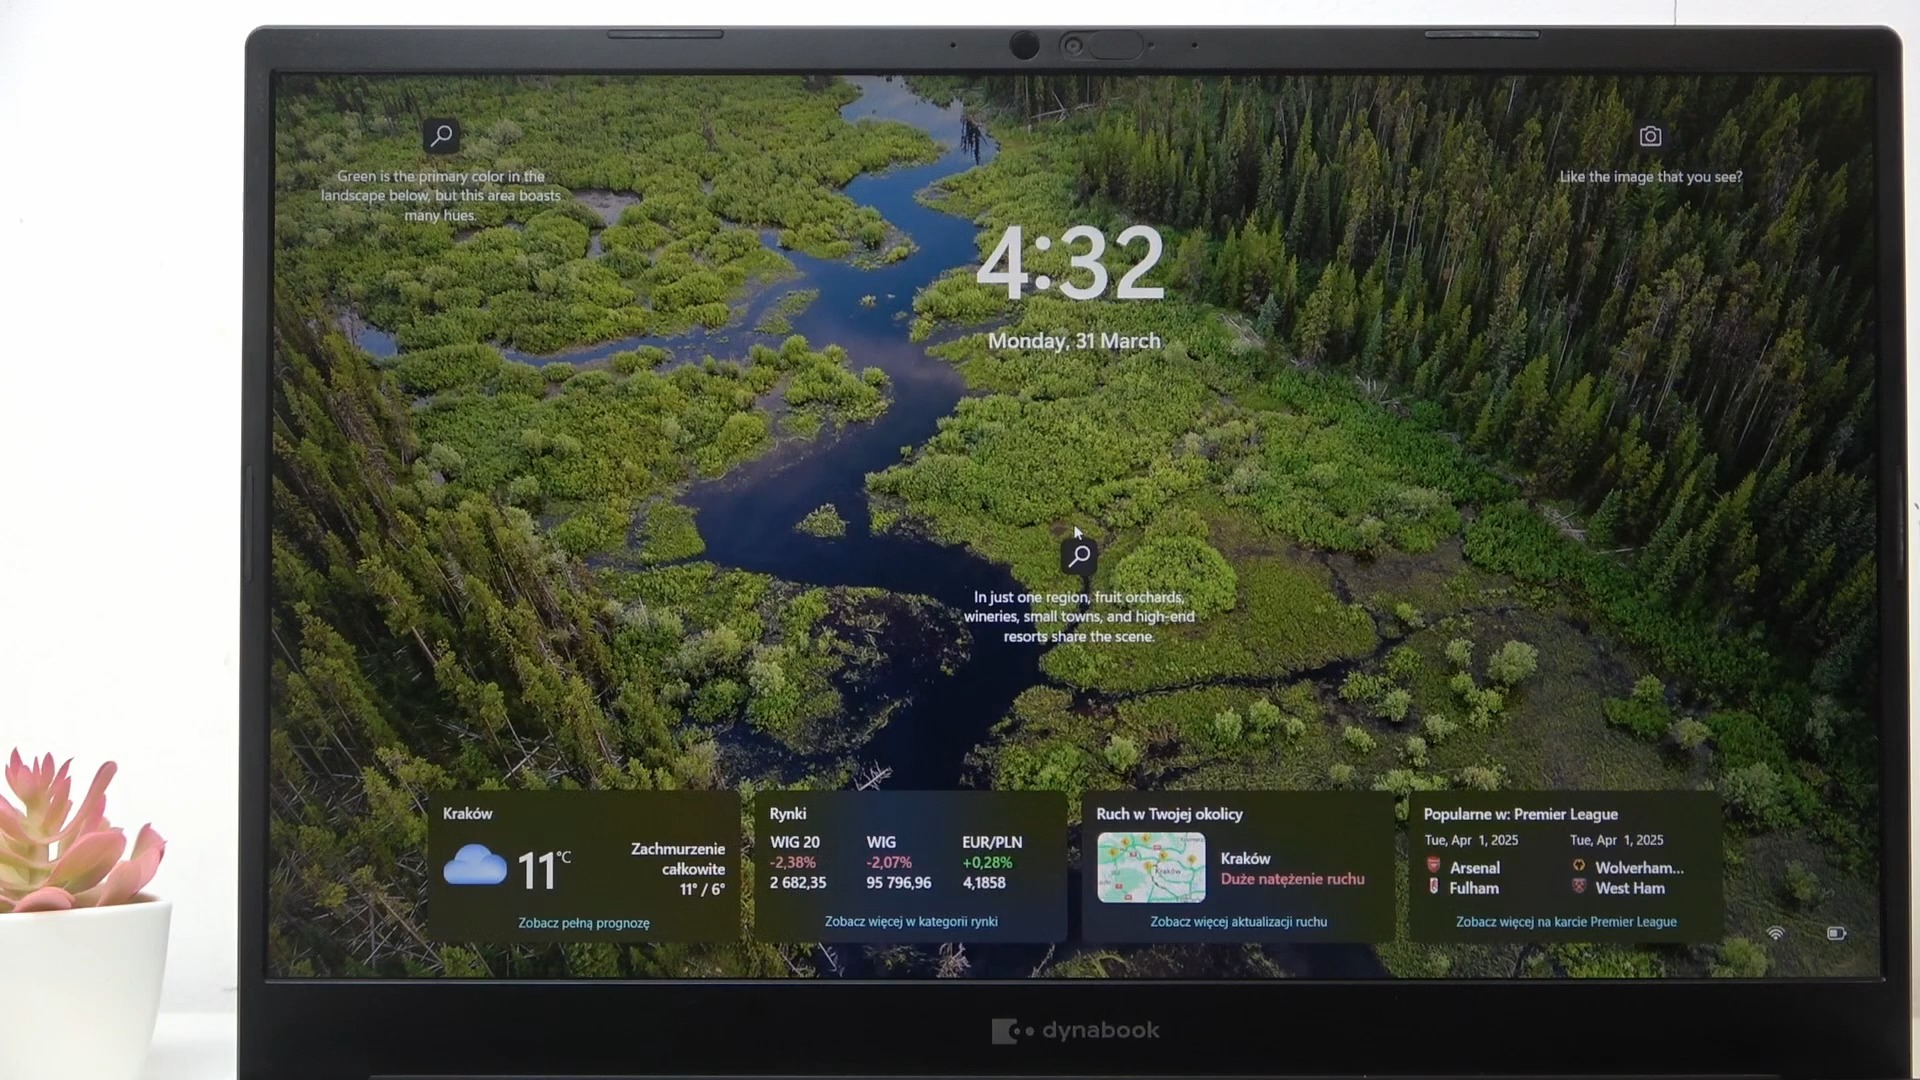 Green is the primary color in the
landscape below, but this area boasts
many hues.
Like the image that you see?
4:32
Monday, 31 March
In just one region, fruit orchards,
wineries, small towns, and high-end
resorts share the scene.
Kraków
11°C
Zachmurzenie
całkowite
11° / 6°
Zobacz pełną prognozę
Rynki
WIG 20 WIG EUR/PLN
-2,38% -2,07% +0,28%
2 682,35 95 796,96 4,1858
Zobacz więcej w kategorii rynki
Ruch w Twojej okolicy
Kraków
Kraków
Duże natężenie ruchu
Zobacz więcej aktualizacji ruchu
Popularne w: Premier League
Tue, Apr 1, 2025 Tue, Apr 1, 2025
Arsenal Wolverham...
Fulham West Ham
Zobacz więcej na karcie Premier League
dynabook